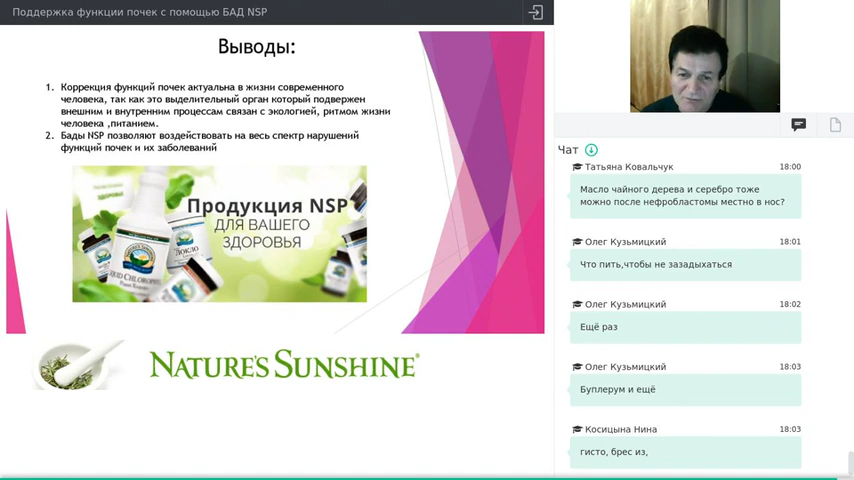 Поддержка функции почек с помощью БАД NSP
Выводы:
1. Коррекция функций почек актуальна в жизни современного
человека, так как это выделительный орган который подвержен
внешним и внутренним процессам связан с экологией, ритмом жизни
человека ,питанием.
2. Бады NSP позволяют воздействовать на весь спектр нарушений
функций почек и их заболеваний
Продукция NSP
ДЛЯ ВАШЕГО
ЗДОРОВЬЯ
NATURE'S SUNSHINE®
Чат
Татьяна Ковальчук 18:00
Масло чайного дерева и серебро тоже
можно после нефробластомы местно в нос?
Олег Кузьмицкий 18:01
Что пить,чтобы не зазадыхаться
Олег Кузьмицкий 18:02
Ещё раз
Олег Кузьмицкий 18:03
Буплерум и ещё
Косицына Нина 18:03
гисто, брес из,